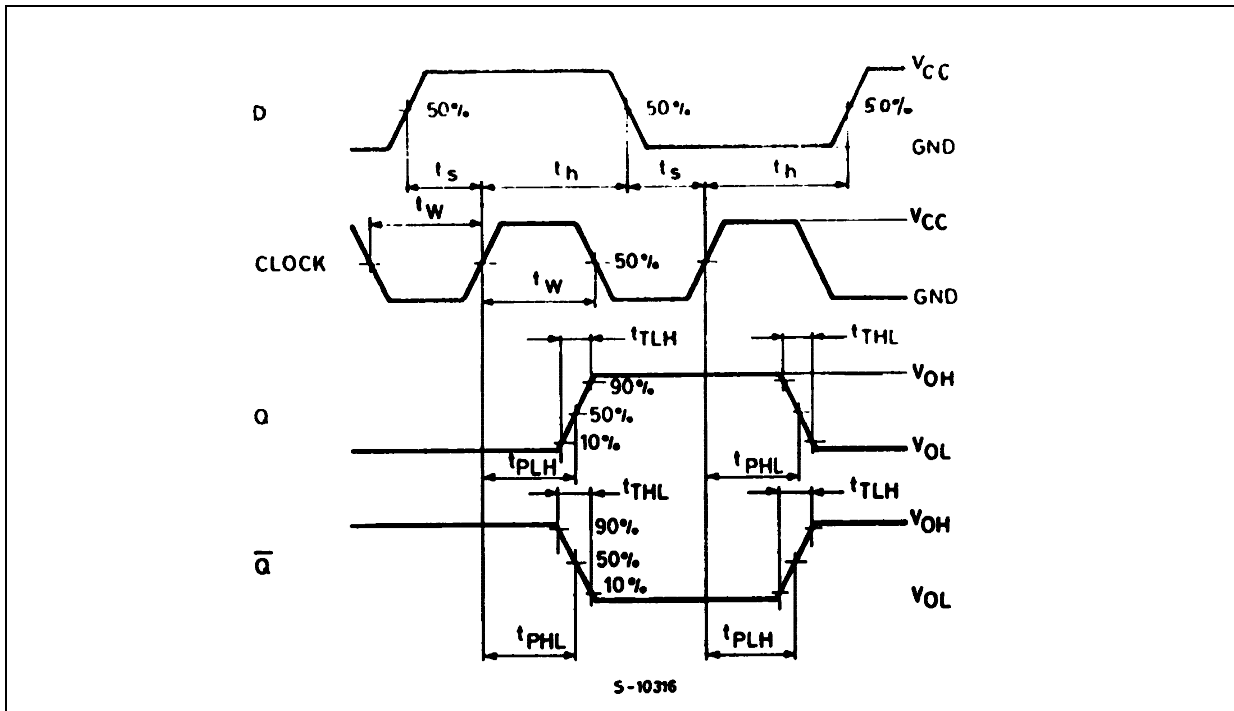 VCC
D 50% 50% 50%
GND
ts th ts th
tW
VCC
CLOCK 50%
tW
GND
tTLH tTHL
VOH
90%
Q 50%
10%
VOL
tPLH tPHL
tTHL tTLH
VOH
90%
Q̅ 50%
10%
VOL
tPHL tPLH
S-10316